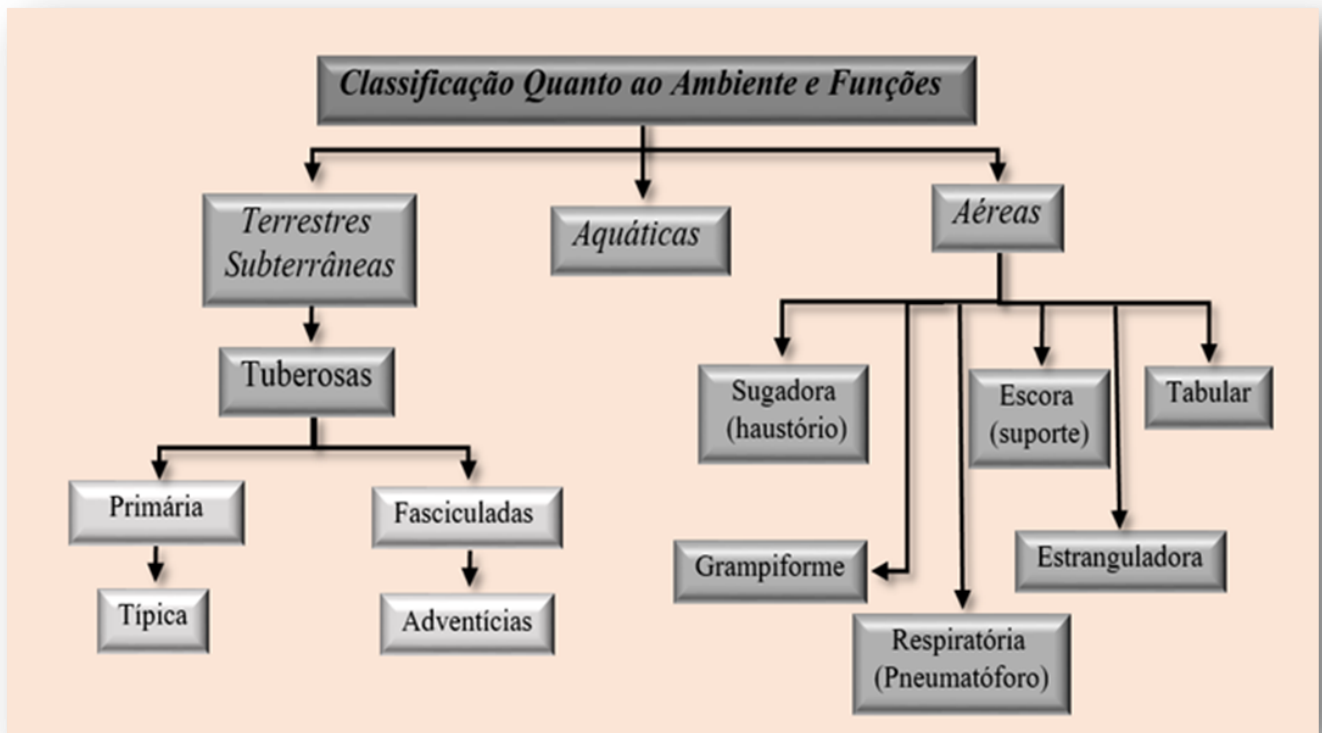 Classificação Quanto ao Ambiente e Funções
Terrestres
Subterrâneas
Aquáticas
Aéreas
Tuberosas
Primária
Típica
Fasciculadas
Adventícias
Sugadora
(haustório)
Grampiforme
Respiratória
(Pneumatóforo)
Escora
(suporte)
Estranguladora
Tabular